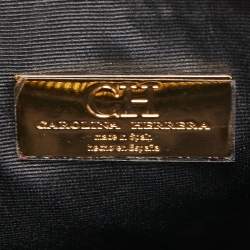 CH
CAROLINA HERRERA
made in Spain
hecho en España